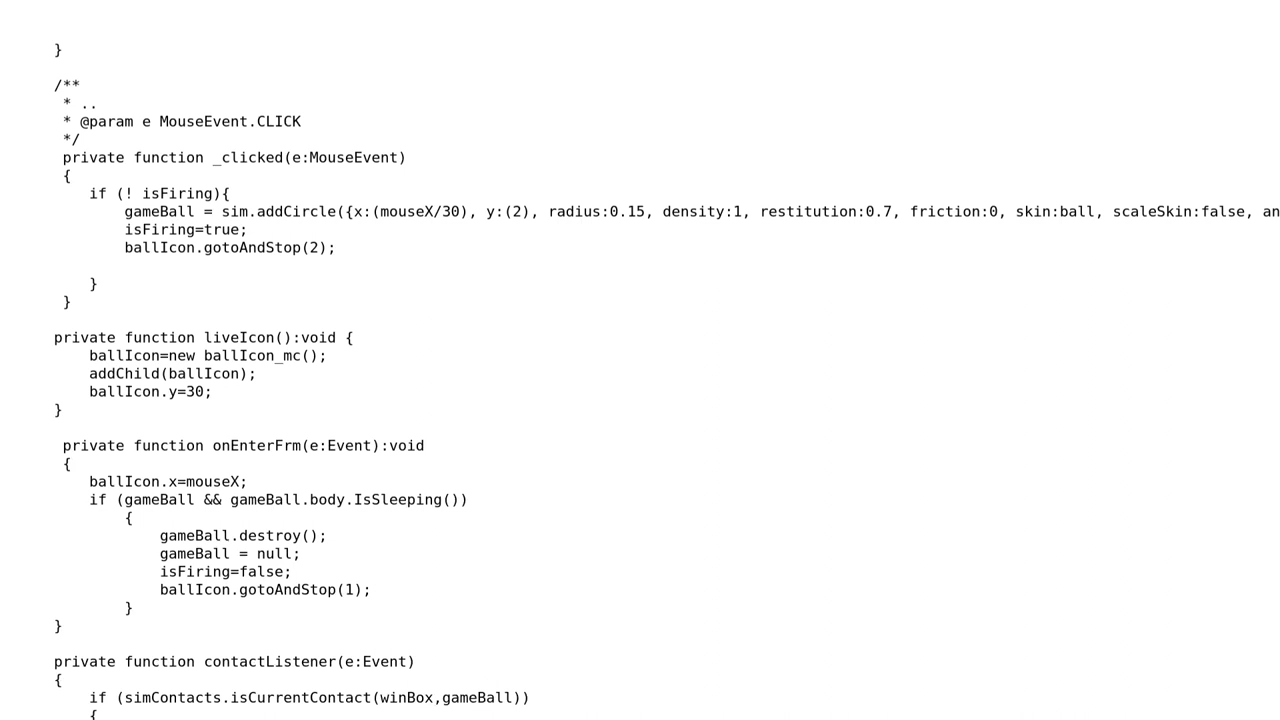 }
/**
 * ..
 * @param e MouseEvent.CLICK
 */
 private function _clicked(e:MouseEvent)
 {
    if (! isFiring){
        gameBall = sim.addCircle({x:(mouseX/30), y:(2), radius:0.15, density:1, restitution:0.7, friction:0, skin:ball, scaleSkin:false, an
        isFiring=true;
        ballIcon.gotoAndStop(2);
    }
 }
private function liveIcon():void {
    ballIcon=new ballIcon_mc();
    addChild(ballIcon);
    ballIcon.y=30;
}
 private function onEnterFrm(e:Event):void
 {
    ballIcon.x=mouseX;
    if (gameBall && gameBall.body.IsSleeping())
        {
            gameBall.destroy();
            gameBall = null;
            isFiring=false;
            ballIcon.gotoAndStop(1);
        }
}
private function contactListener(e:Event)
{
    if (simContacts.isCurrentContact(winBox,gameBall))
    {